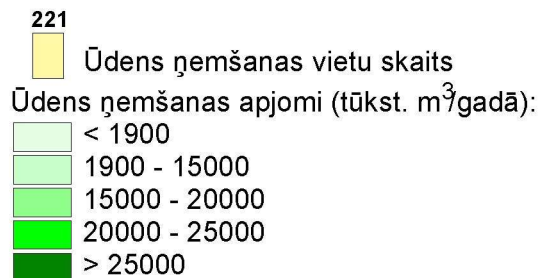 221
Ūdens ņemšanas vietu skaits
Ūdens ņemšanas apjomi (tūkst. m³/gadā):
< 1900
1900 - 15000
15000 - 20000
20000 - 25000
> 25000